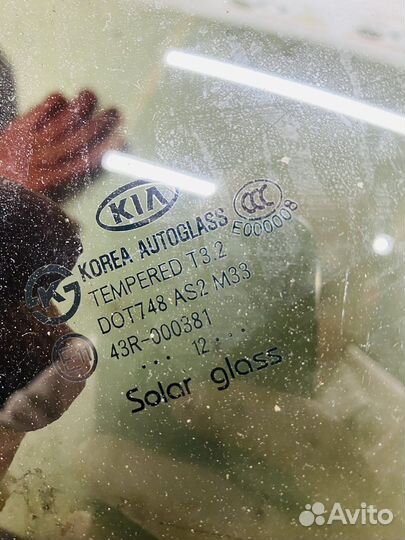 KIA
CCC
KOREA AUTOGLASS E000008
TEMPERED T3.2
DOT748 AS2 M33
43R-000381
... 12 ...
Solar glass
Avito